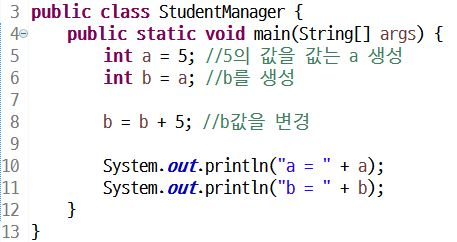 3 public class StudentManager {
4 public static void main(String[] args) {
5 int a = 5; //5의 값을 값는 a 생성
6 int b = a; //b를 생성
7
8 b = b + 5; //b값을 변경
9
10 System.out.println("a = " + a);
11 System.out.println("b = " + b);
12 }
13 }